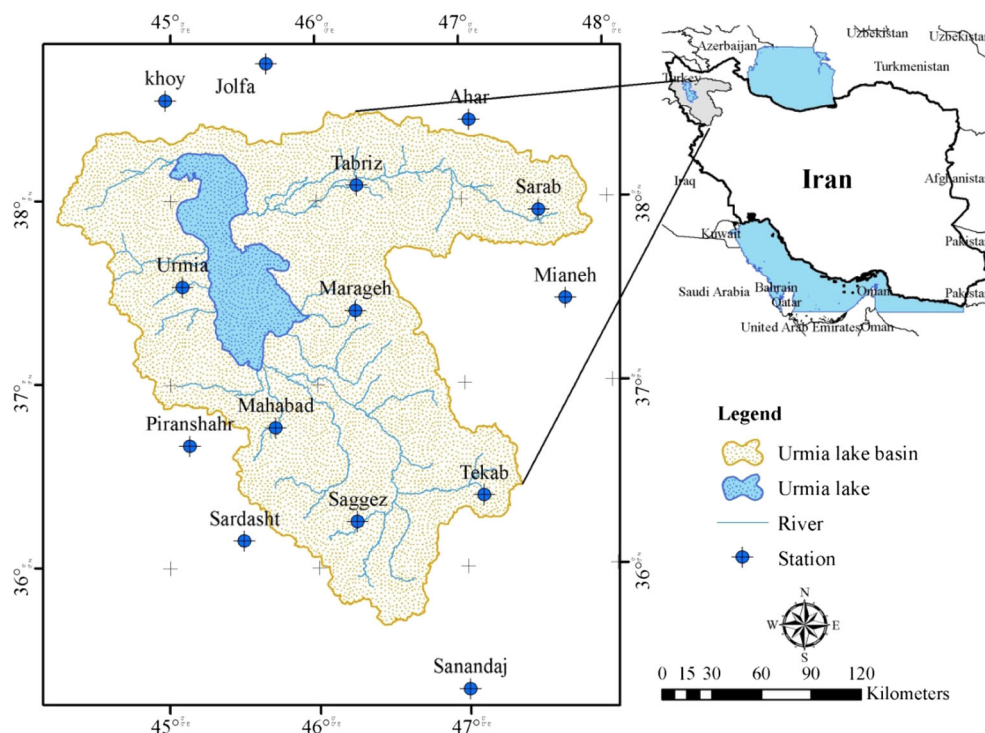 45° 46° 47° 48°
Jolfa
khoy
Ahar
Tabriz
Sarab
38°
38°
Urmia
Marageh
Mianeh
37°
37°
Mahabad
Piranshahr
Tekab
Saggez
Sardasht
36°
36°
Sanandaj
45° 46° 47°
Uzbekistan
Uzbekistan
Azerbaijan
Turkmenistan
Turkey
Iran
Iraq
Afghanistan
Kuwait
Pakistan
Saudi Arabia
Bahrain
Oman
Pakistan
Qatar
United Arab Emirates
Oman
Legend
Urmia lake basin
Urmia lake
River
Station
N
W E
S
0 15 30 60 90 120
Kilometers